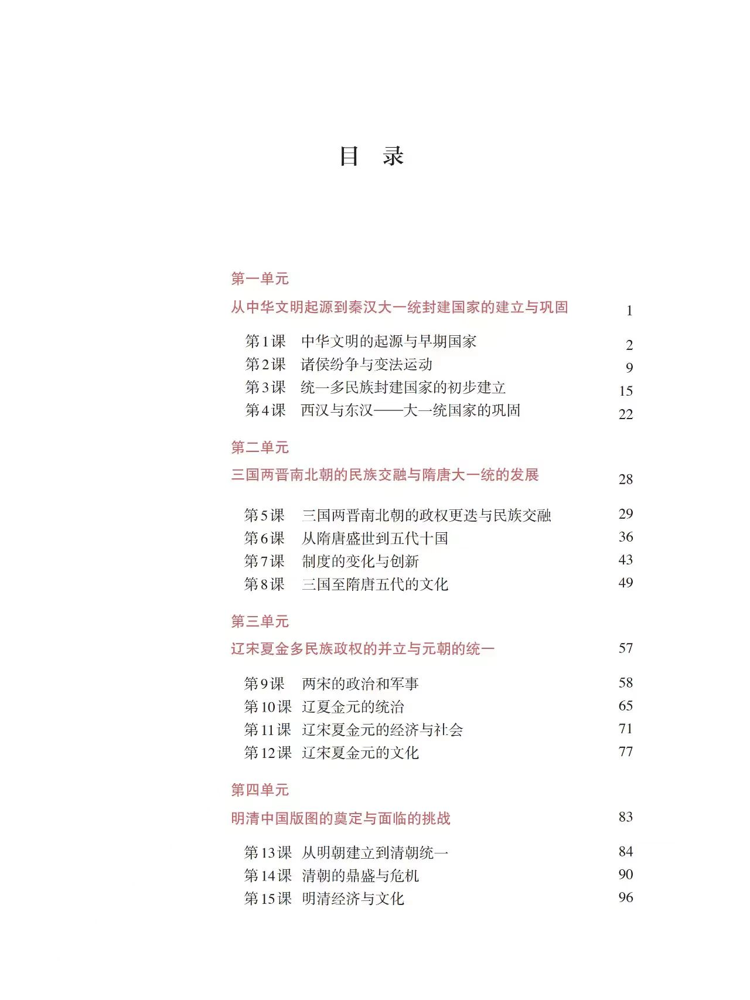 目 录
第一单元
从中华文明起源到秦汉大一统封建国家的建立与巩固 1
第1课 中华文明的起源与早期国家 2
第2课 诸侯纷争与变法运动 9
第3课 统一多民族封建国家的初步建立 15
第4课 西汉与东汉——大一统国家的巩固 22
第二单元
三国两晋南北朝的民族交融与隋唐大一统的发展 28
第5课 三国两晋南北朝的政权更迭与民族交融 29
第6课 从隋唐盛世到五代十国 36
第7课 制度的变化与创新 43
第8课 三国至隋唐五代的文化 49
第三单元
辽宋夏金多民族政权的并立与元朝的统一 57
第9课 两宋的政治和军事 58
第10课 辽夏金元的统治 65
第11课 辽宋夏金元的经济与社会 71
第12课 辽宋夏金元的文化 77
第四单元
明清中国版图的奠定与面临的挑战 83
第13课 从明朝建立到清朝统一 84
第14课 清朝的鼎盛与危机 90
第15课 明清经济与文化 96